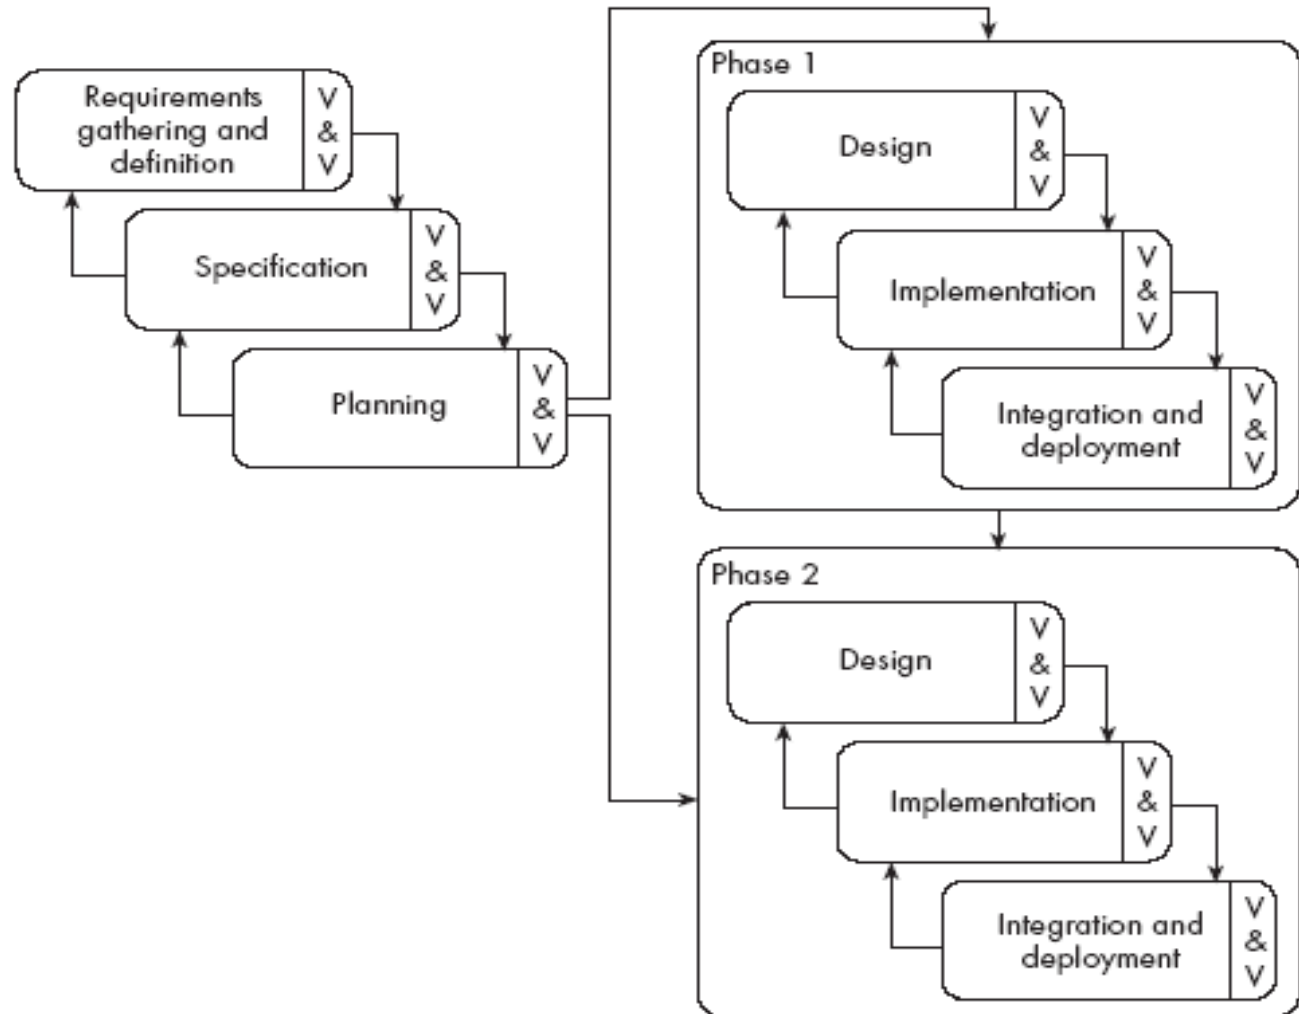 Requirements
gathering and
definition
V
&
V
Specification
V
&
V
Planning
V
&
V
Phase 1
Design
V
&
V
Implementation
V
&
V
Integration and
deployment
V
&
V
Phase 2
Design
V
&
V
Implementation
V
&
V
Integration and
deployment
V
&
V